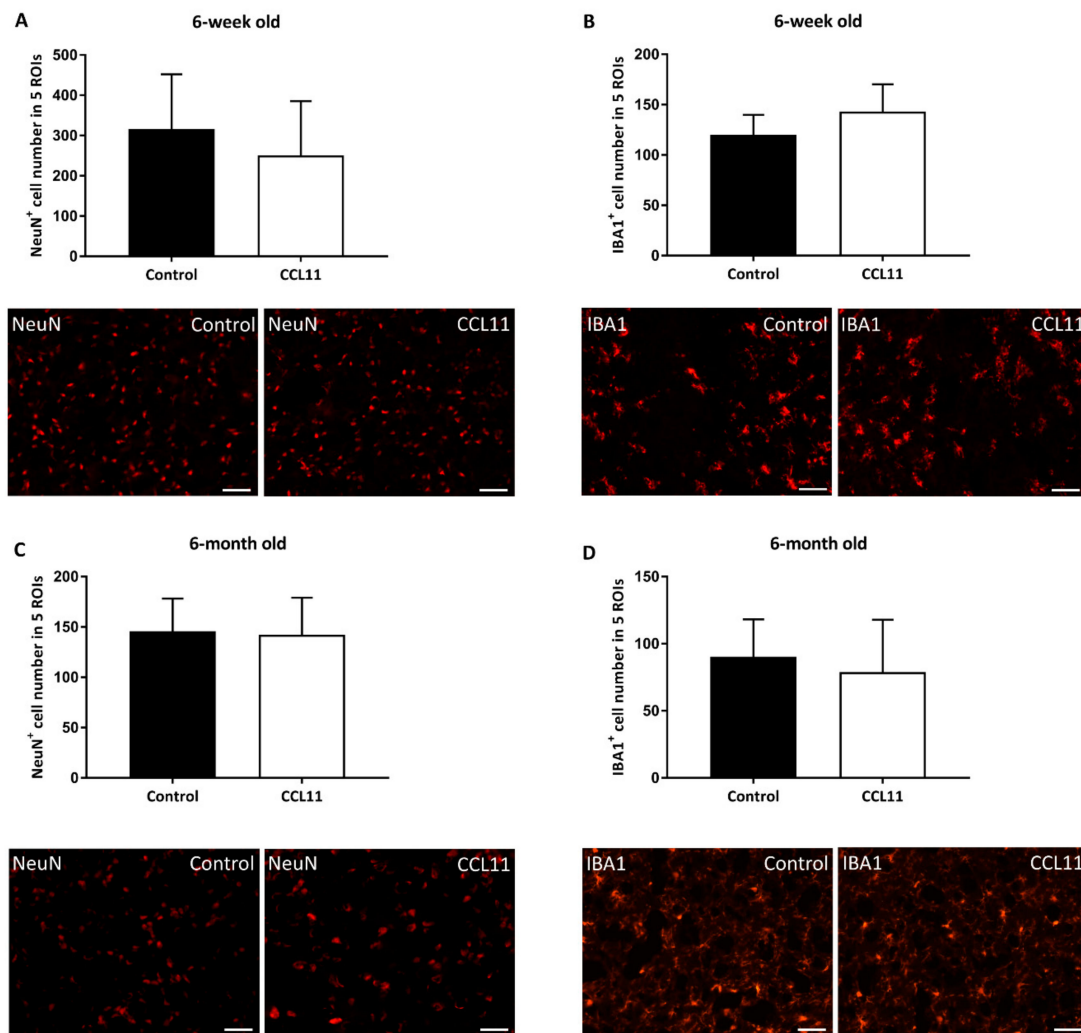 A
6-week old
NeuN+ cell number in 5 ROIs
500
400
300
200
100
0
Control
CCL11
NeuN
Control
NeuN
CCL11
B
6-week old
IBA1+ cell number in 5 ROIs
200
150
100
50
0
Control
CCL11
IBA1
Control
IBA1
CCL11
C
6-month old
NeuN+ cell number in 5 ROIs
200
150
100
50
0
Control
CCL11
NeuN
Control
NeuN
CCL11
D
6-month old
IBA1+ cell number in 5 ROIs
150
100
50
0
Control
CCL11
IBA1
Control
IBA1
CCL11